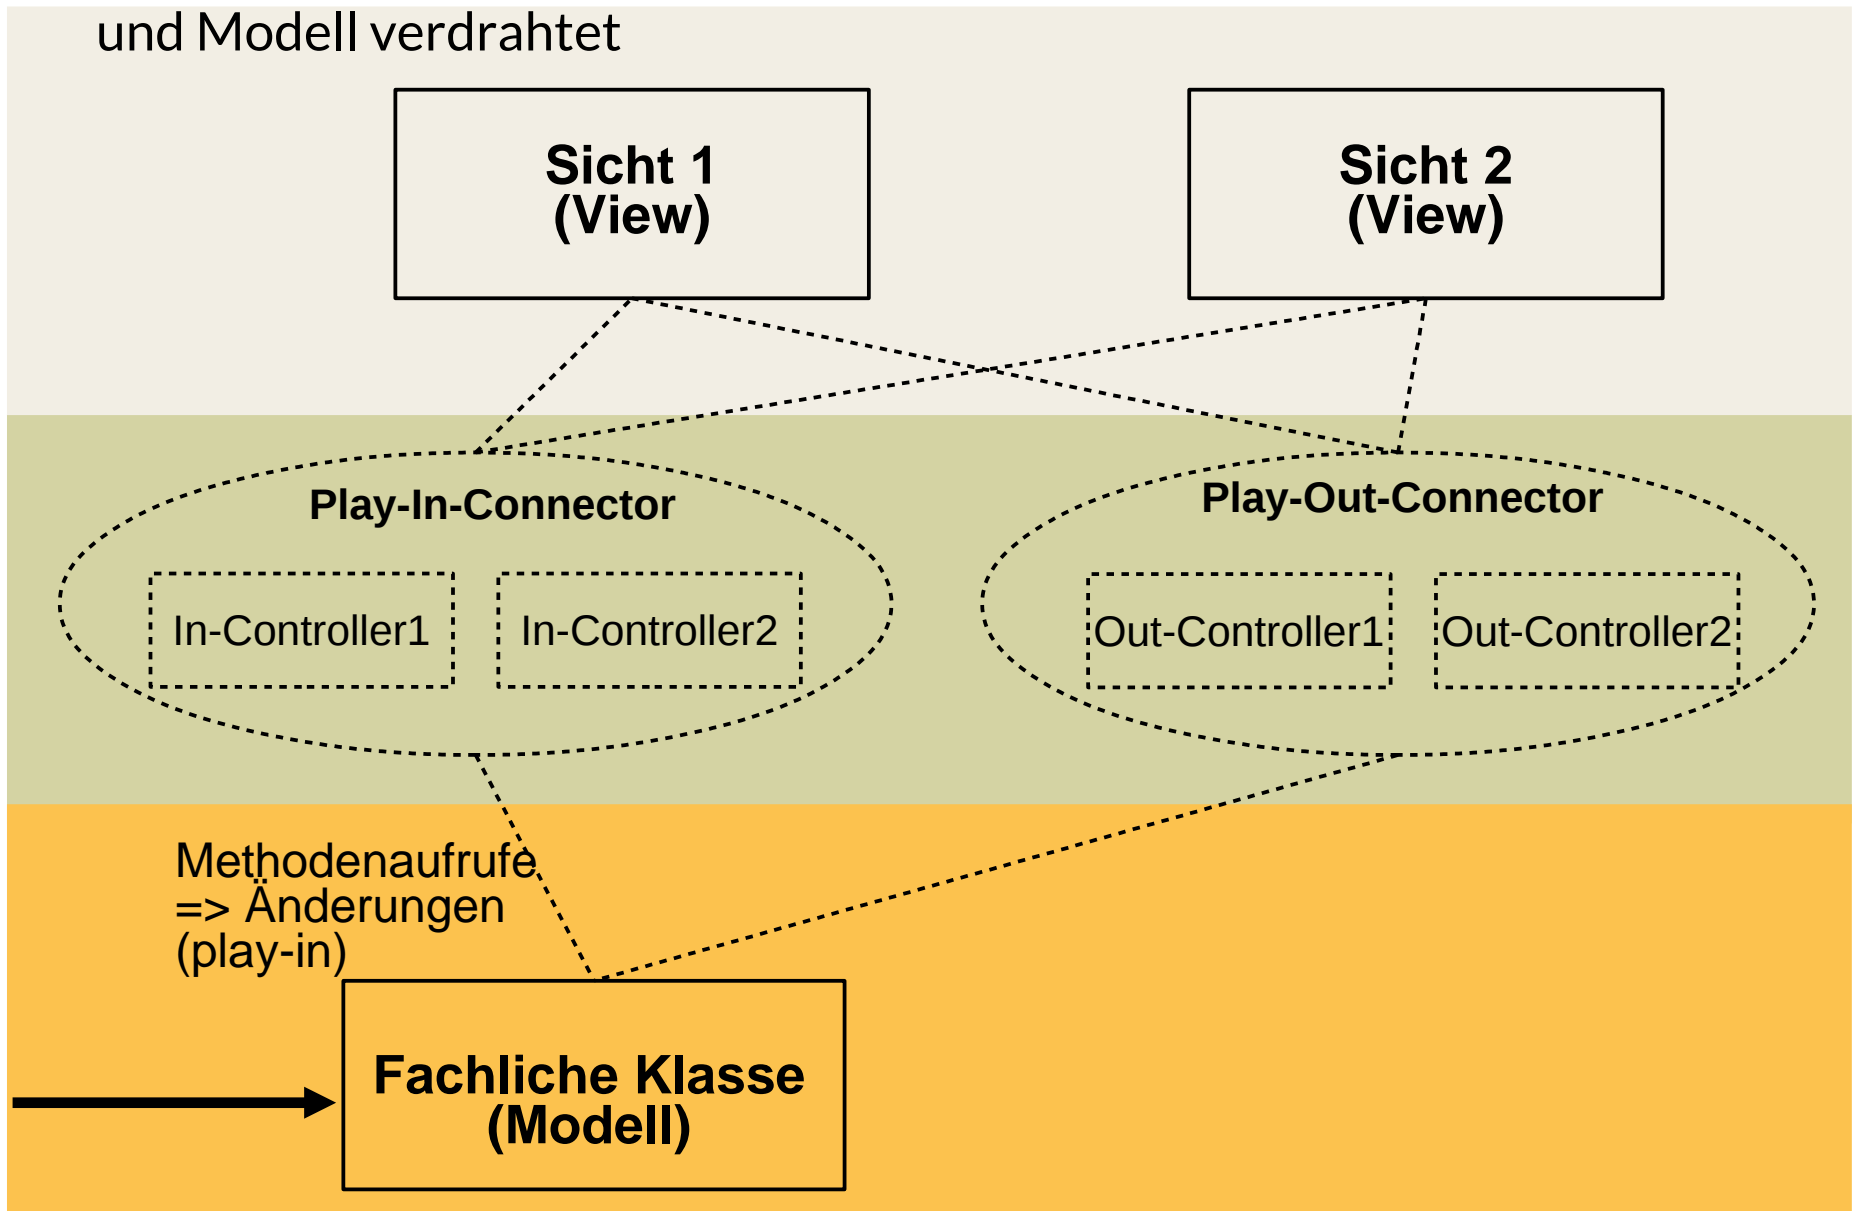 und Modell verdrahtet
Sicht 1
(View)
Sicht 2
(View)
Play-In-Connector
Play-Out-Connector
In-Controller1
In-Controller2
Out-Controller1
Out-Controller2
Methodenaufrufe
=> Änderungen
(play-in)
Fachliche Klasse
(Modell)